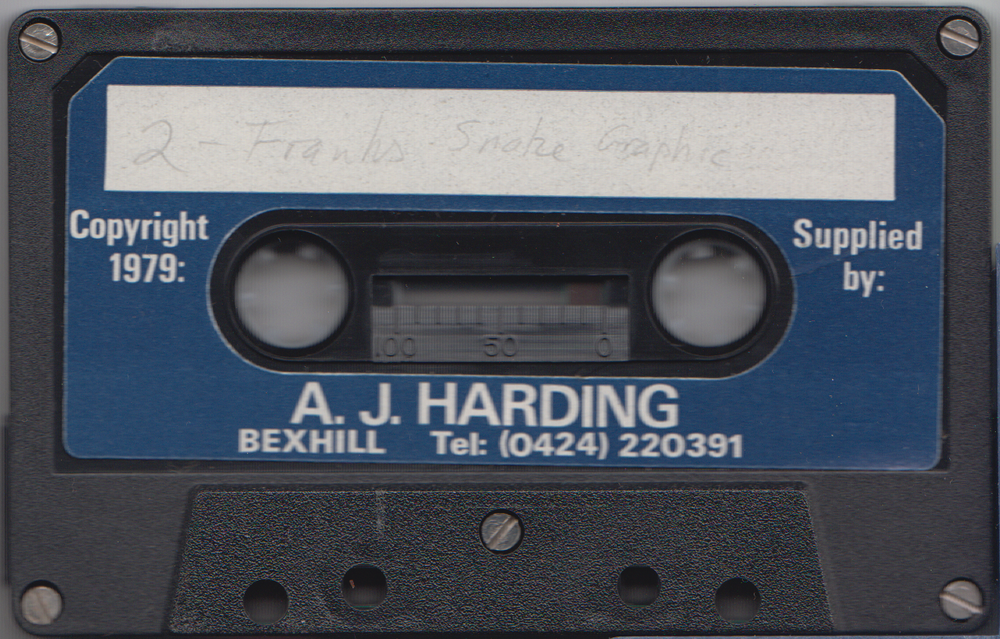 2 - Franks Snake Graphic
Copyright
1979:
Supplied
by:
100 50 0
A. J. HARDING
BEXHILL Tel: (0424) 220391